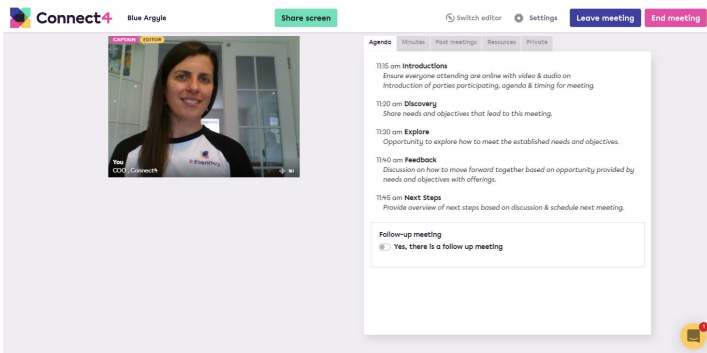 Connect4
Blue Argyle
Share screen
Switch editor
Settings
Leave meeting
End meeting
CAPTAIN
EDITOR
You
COO, Connect4
Agenda
Minutes
Past meetings
Resources
Private
11:15 am Introductions
Ensure everyone attending are online with video & audio on
Introduction of parties participating, agenda & timing for meeting.
11:20 am Discovery
Share needs and objectives that lead to this meeting.
11:30 am Explore
Opportunity to explore how to meet the established needs and objectives.
11:40 am Feedback
Discussion on how to move forward together based on opportunity provided by
needs and objectives with offerings.
11:45 am Next Steps
Provide overview of next steps based on discussion & schedule next meeting.
Follow-up meeting
Yes, there is a follow up meeting
1